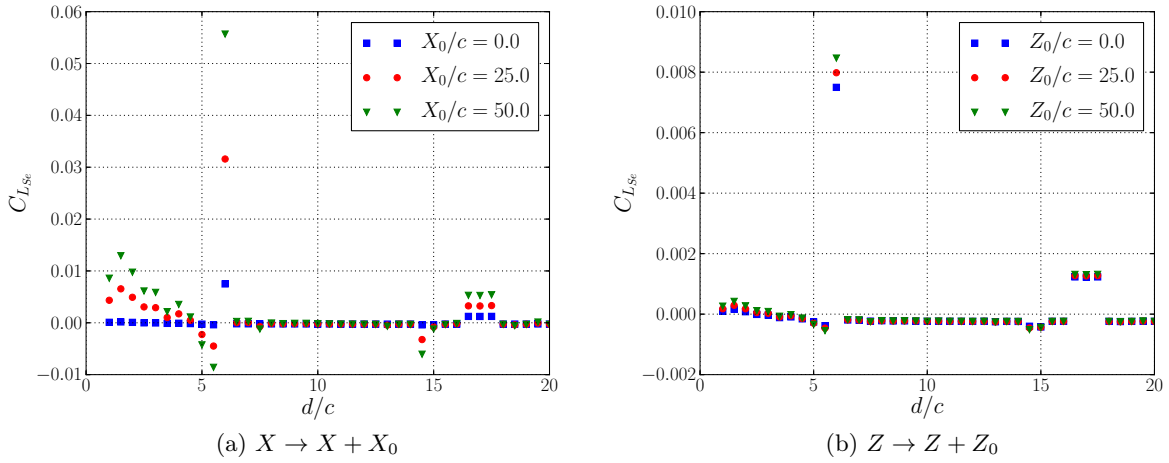 0.06
0.05
0.04
0.03
0.02
0.01
0.00
−0.01
0
5
10
15
20
C_{L_{Se}}
d/c
X_0/c = 0.0
X_0/c = 25.0
X_0/c = 50.0
(a) X → X + X_0
0.010
0.008
0.006
0.004
0.002
0.000
−0.002
0
5
10
15
20
C_{L_{Se}}
d/c
Z_0/c = 0.0
Z_0/c = 25.0
Z_0/c = 50.0
(b) Z → Z + Z_0